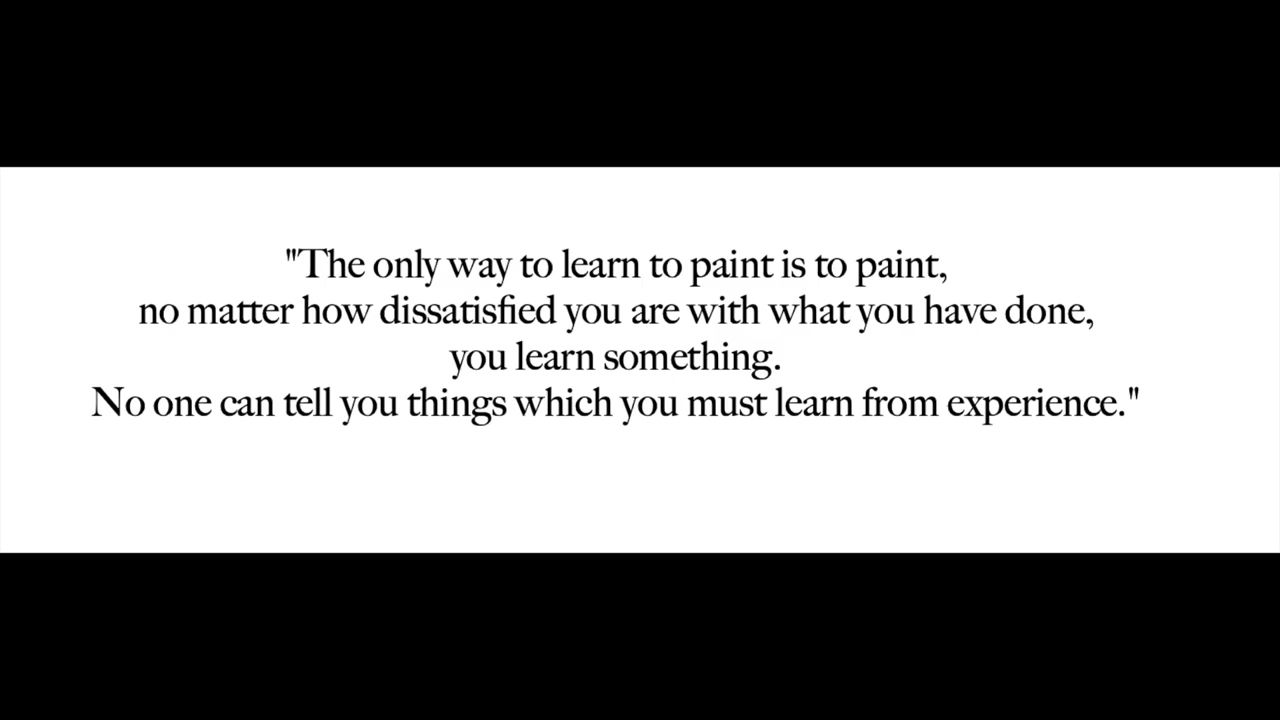 "The only way to learn to paint is to paint,
no matter how dissatisfied you are with what you have done,
you learn something.
No one can tell you things which you must learn from experience."